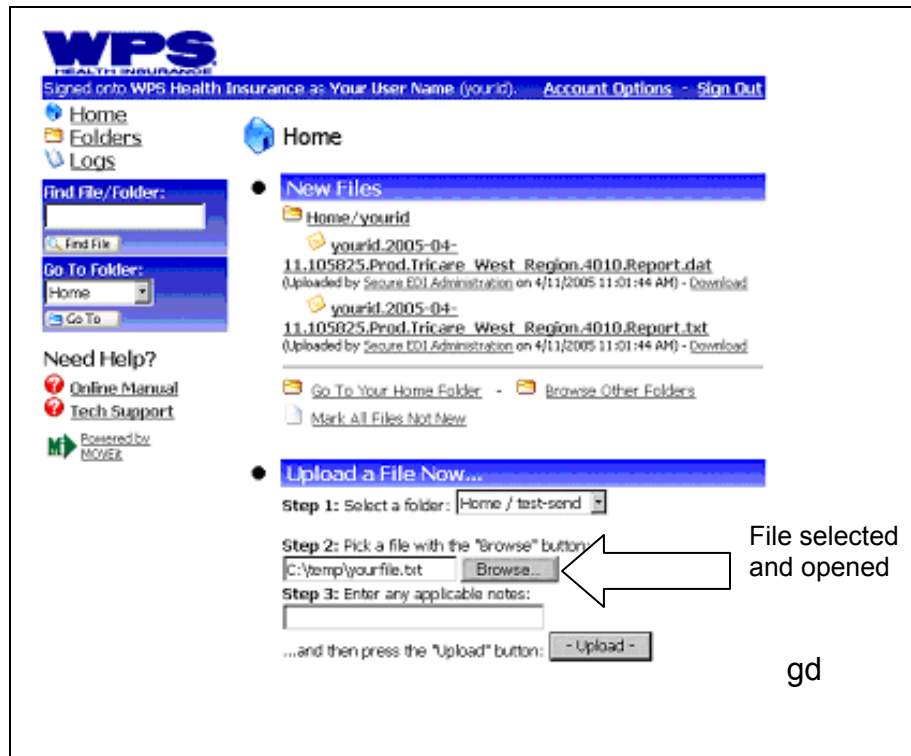 WPS
HEALTH INSURANCE
Signed onto WPS Health Insurance as Your User Name (yourid). Account Options - Sign Out
Home
Folders
Logs
Find File/Folder:
Find File
Go To Folder:
Home
Go To
Need Help?
Online Manual
Tech Support
Powered by
MOVEit
Home
New Files
Home/yourid
yourid.2005-04-
11.105825.Prod.Tricare_West_Region.4010.Report.dat
(Uploaded by Secure EDI Administration on 4/11/2005 11:01:44 AM) - Download
yourid.2005-04-
11.105825.Prod.Tricare_West_Region.4010.Report.txt
(Uploaded by Secure EDI Administration on 4/11/2005 11:01:44 AM) - Download
Go To Your Home Folder - Browse Other Folders
Mark All Files Not New
Upload a File Now...
Step 1: Select a folder: Home / test-send
Step 2: Pick a file with the "Browse" button:
C:\temp\yourfile.txt Browse...
Step 3: Enter any applicable notes:
...and then press the "Upload" button: - Upload -
File selected
and opened
gd